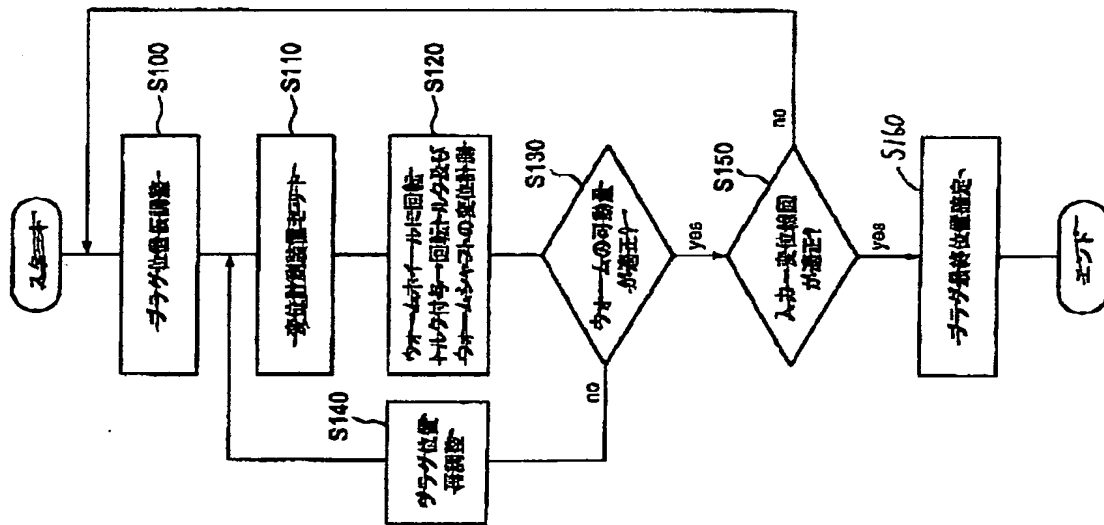 スタート
プラグ位置仮調整
S100
変位計測装置セット
S110
ウォームホイールに回転
トルク付与→回転トルク及び
ウォームシャフトの変位計測
S120
ウォームの可動量
が適正?
S130
no
yes
プラグ位置
再調整
S140
入力ー変位線図
が適正?
S150
no
yes
プラグ最終位置確定
S160
エンド